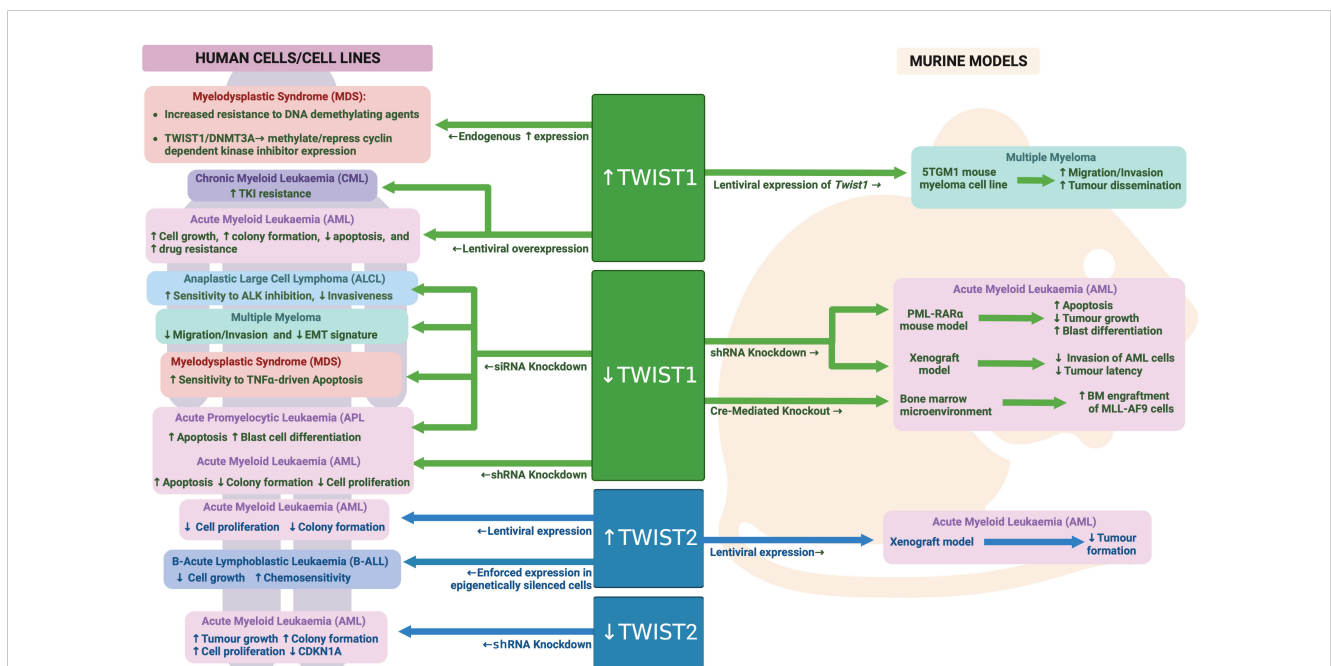 HUMAN CELLS/CELL LINES
Myelodysplastic Syndrome (MDS):
• Increased resistance to DNA demethylating agents
• TWIST1/DNMT3A→ methylate/repress cyclin
dependent kinase inhibitor expression
Chronic Myeloid Leukaemia (CML)
↑ TKI resistance
Acute Myeloid Leukaemia (AML)
↑Cell growth, ↑ colony formation, ↓ apoptosis, and
↑ drug resistance
Anaplastic Large Cell Lymphoma (ALCL)
↑ Sensitivity to ALK inhibition, ↓ Invasiveness
Multiple Myeloma
↓Migration/Invasion and ↓EMT signature
Myelodysplastic Syndrome (MDS)
↑ Sensitivity to TNFα-driven Apoptosis
Acute Promyelocytic Leukaemia (APL
↑Apoptosis ↑ Blast cell differentiation
Acute Myeloid Leukaemia (AML)
↑ Apoptosis ↓Colony formation ↓ Cell proliferation
Acute Myeloid Leukaemia (AML)
↓ Cell proliferation ↓Colony formation
B-Acute Lymphoblastic Leukaemia (B-ALL)
↓ Cell growth ↑ Chemosensitivity
Acute Myeloid Leukaemia (AML)
↑ Tumour growth ↑ Colony formation
↑ Cell proliferation ↓ CDKN1A
←Endogenous ↑ expression
←Lentiviral overexpression
←siRNA Knockdown
←shRNA Knockdown
←Lentiviral expression
←Enforced expression in
epigenetically silenced cells
←shRNA Knockdown
↑TWIST1
↓TWIST1
↑TWIST2
↓TWIST2
Lentiviral expression of Twist1 →
shRNA Knockdown →
Cre-Mediated Knockout →
Lentiviral expression→
MURINE MODELS
Multiple Myeloma
5TGM1 mouse
myeloma cell line
↑ Migration/Invasion
↑ Tumour dissemination
Acute Myeloid Leukaemia (AML)
PML-RARα
mouse model
↑ Apoptosis
↓ Tumour growth
↑ Blast differentiation
Xenograft
model
↓ Invasion of AML cells
↓ Tumour latency
Bone marrow
microenvironment
↑ BM engraftment
of MLL-AF9 cells
Acute Myeloid Leukaemia (AML)
Xenograft model
↓Tumour
formation